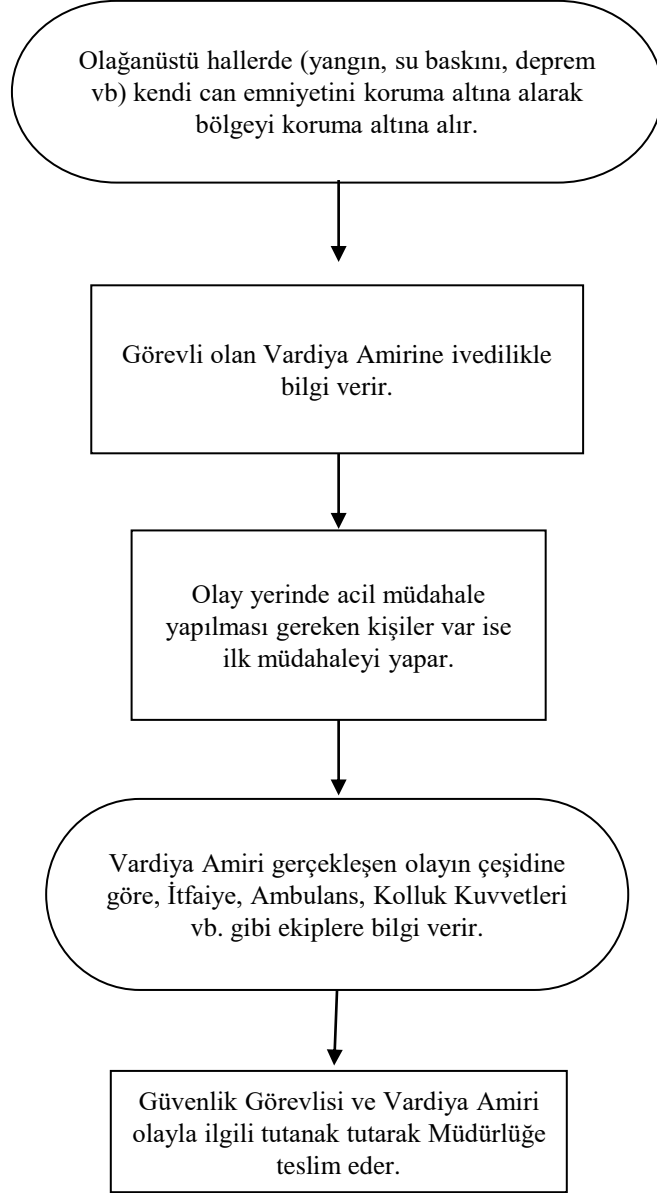 Olağanüstü hallerde (yangın, su baskını, deprem
vb) kendi can emniyetini koruma altına alarak
bölgeyi koruma altına alır.
Görevli olan Vardiya Amirine ivedilikle
bilgi verir.
Olay yerinde acil müdahale
yapılması gereken kişiler var ise
ilk müdahaleyi yapar.
Vardiya Amiri gerçekleşen olayın çeşidine
göre, İtfaiye, Ambulans, Kolluk Kuvvetleri
vb. gibi ekiplere bilgi verir.
Güvenlik Görevlisi ve Vardiya Amiri
olayla ilgili tutanak tutarak Müdürlüğe
teslim eder.